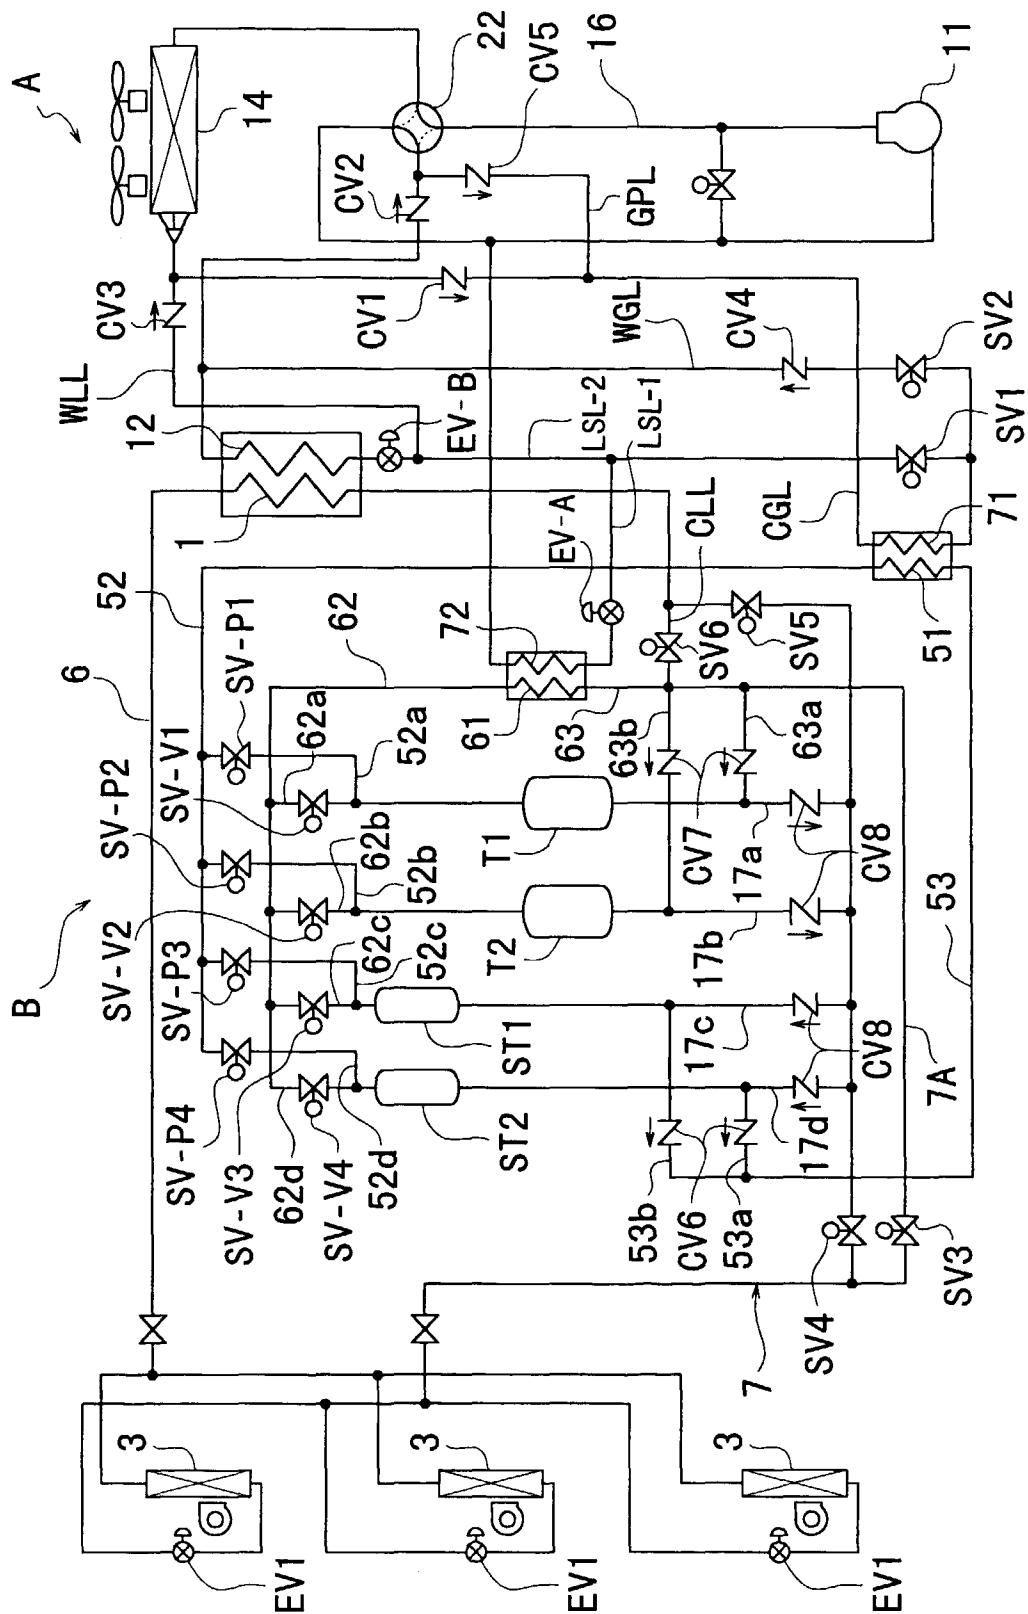 A
B
14
22
CV5
16
11
CV2
GPL
CV3
CV1
WLL
WGL
CV4
SV2
12
EV-B
LSL-2
LSL-1
SV1
1
EV-A
CLL
CGL
71
52
6
SV-P1
62
72
SV6
SV5
51
62a
52a
61
63
63b
63a
SV-V1
SV-P2
62b
52b
T1
CV7
17a
CV8
SV-V2
SV-P3
62c
52c
T2
17b
53
SV-P4
SV-V3
62d
SV-V4
52d
ST1
ST2
17c
CV8
7A
17d
53b
CV6
53a
SV4
SV3
7
3
3
3
EV1
EV1
EV1